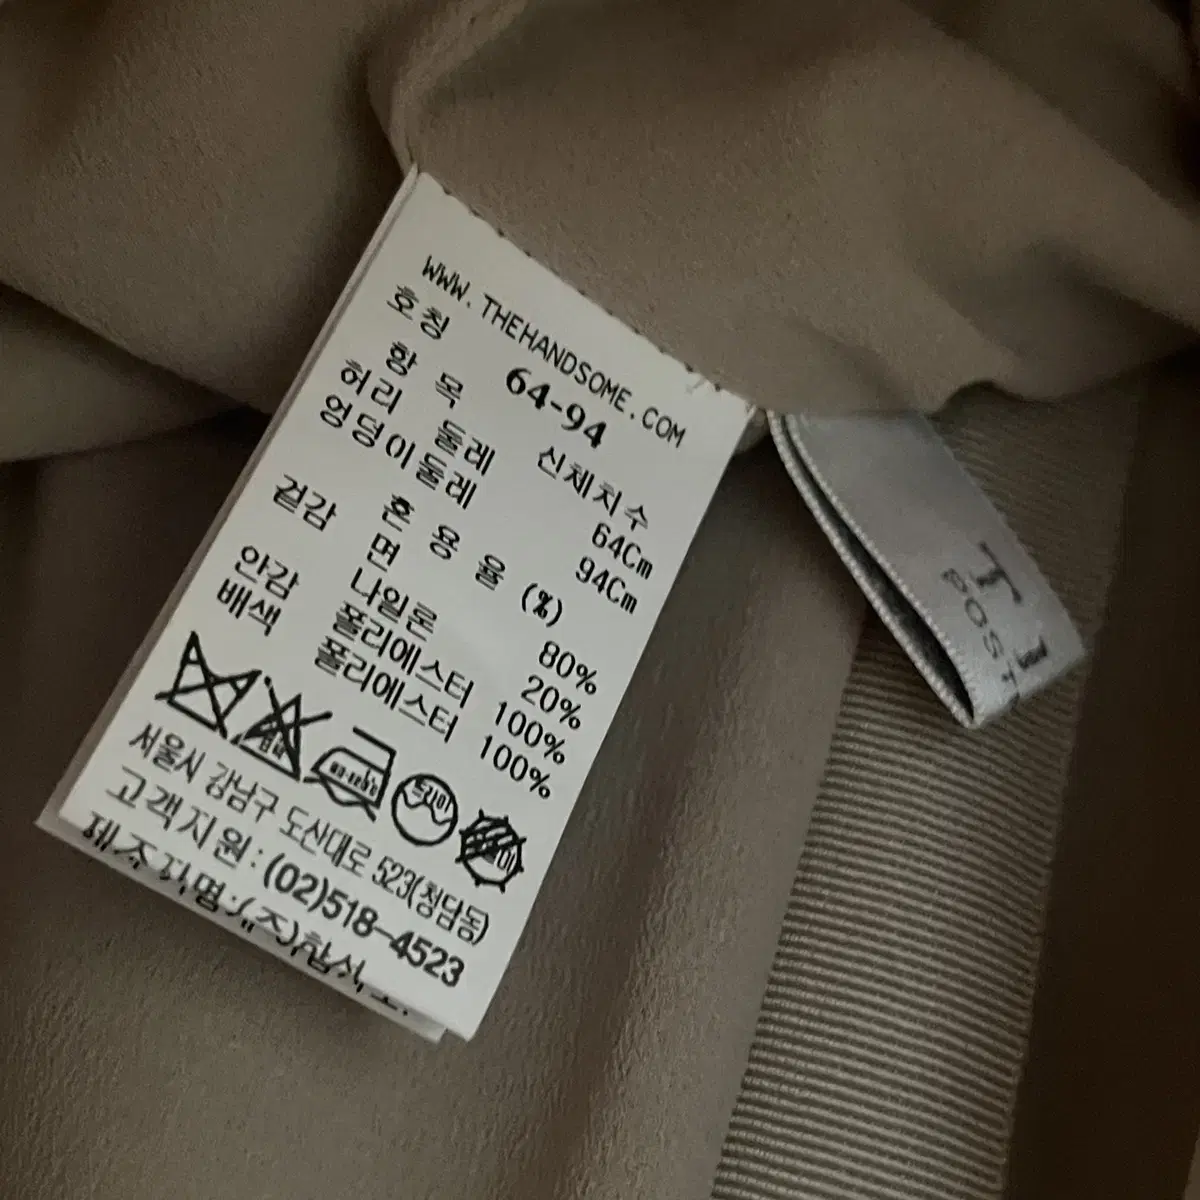 WWW.THEHANDSOME.COM
호칭 64-94
항 목 신체치수
허리 둘레 64Cm
엉덩이둘레 94Cm
혼 용 율 (%)
겉감 면 80%
나일론 20%
안감 폴리에스터 100%
배색 폴리에스터 100%
드라이
서울시 강남구 도산대로 523(청담동)
고객지원:(02)518-4523